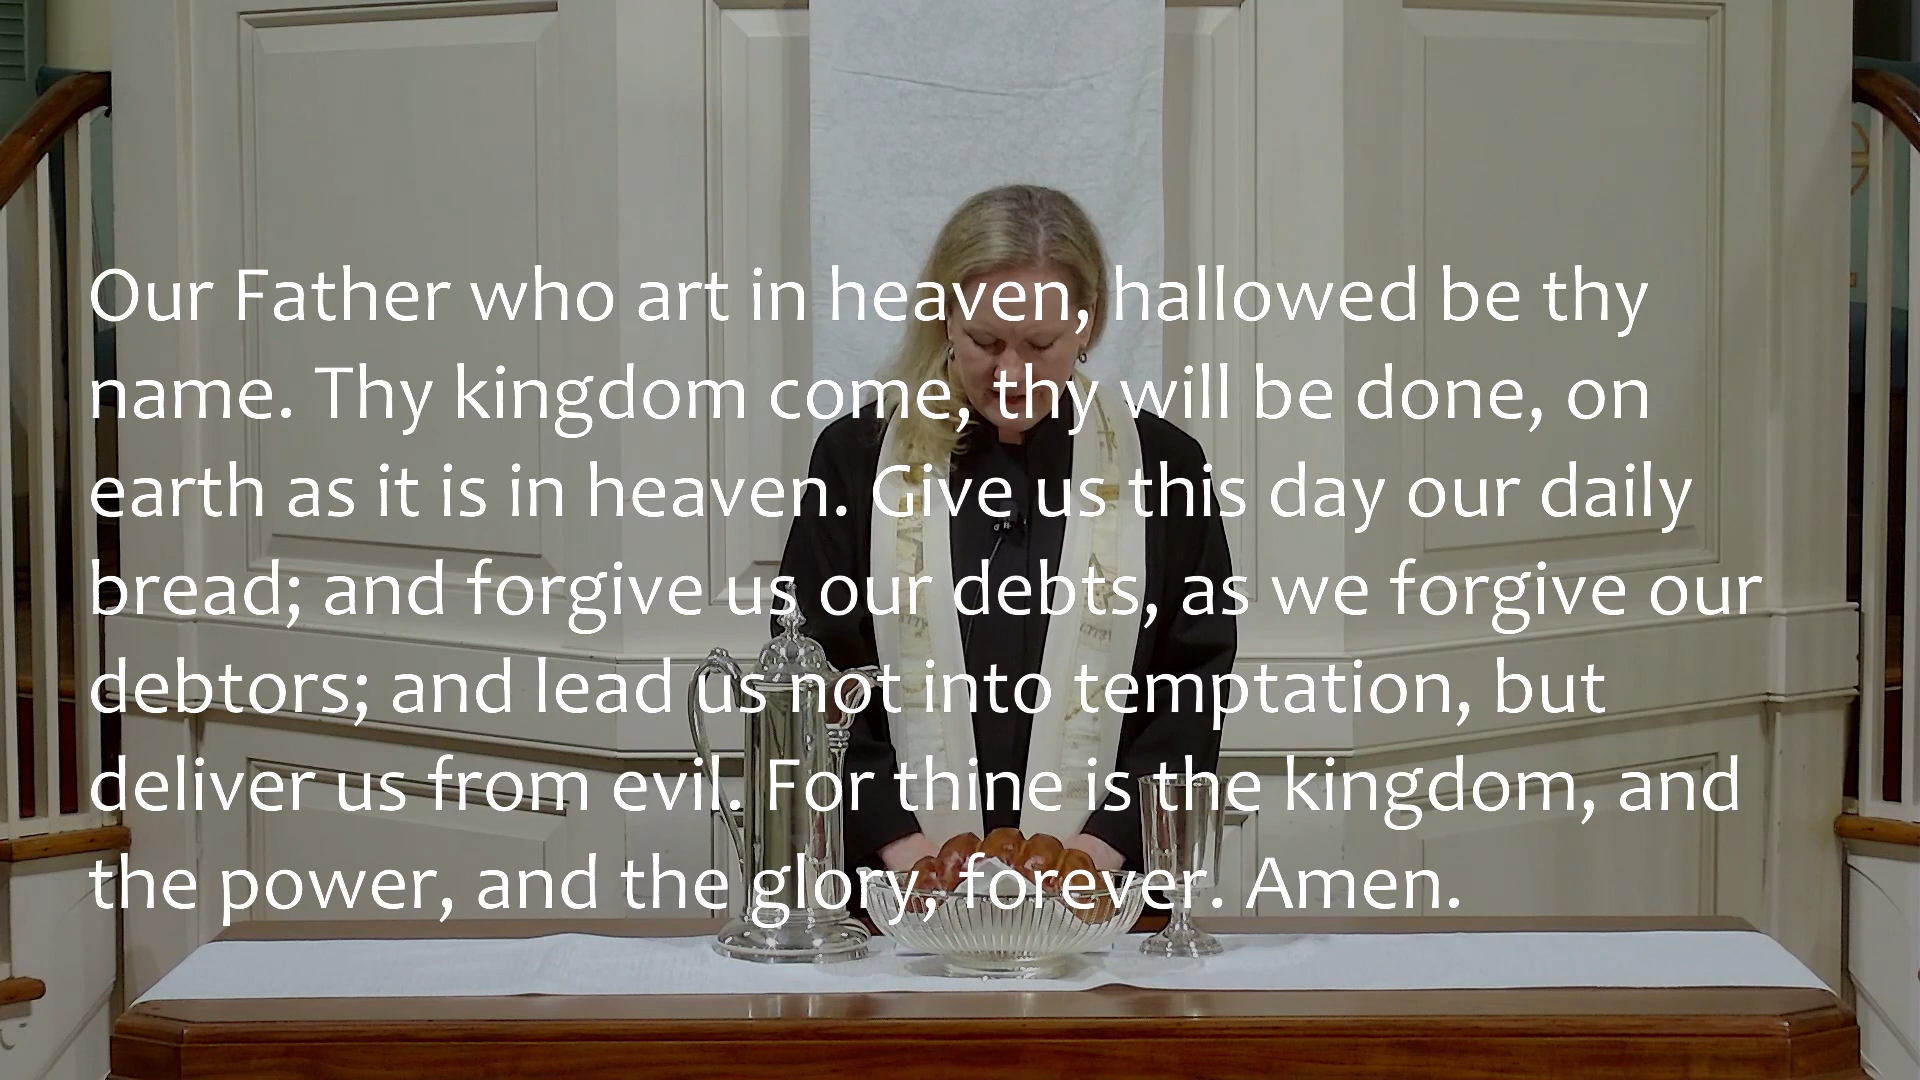 Our Father who art in heaven, hallowed be thy
name. Thy kingdom come, thy will be done, on
earth as it is in heaven. Give us this day our daily
bread; and forgive us our debts, as we forgive our
debtors; and lead us not into temptation, but
deliver us from evil. For thine is the kingdom, and
the power, and the glory, forever. Amen.